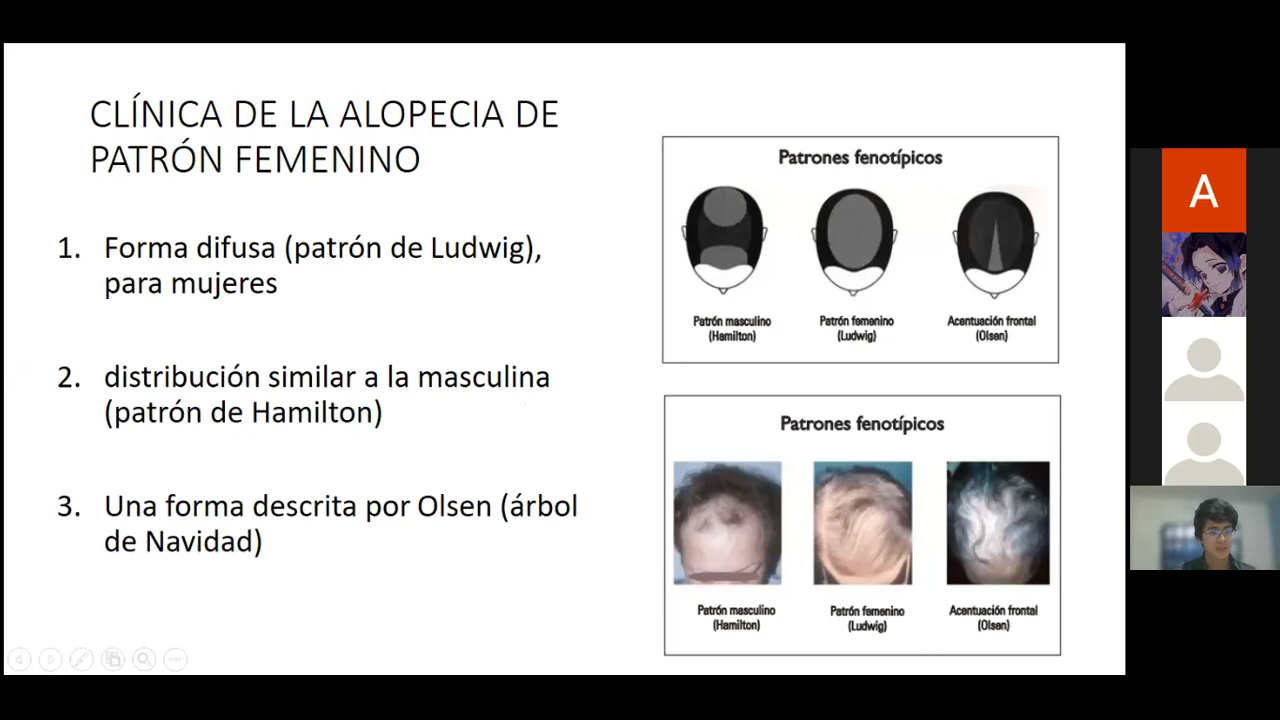 CLÍNICA DE LA ALOPECIA DE
PATRÓN FEMENINO
1. Forma difusa (patrón de Ludwig),
para mujeres
2. distribución similar a la masculina
(patrón de Hamilton)
3. Una forma descrita por Olsen (árbol
de Navidad)
Patrones fenotípicos
Patrón masculino
(Hamilton)
Patrón femenino
(Ludwig)
Acentuación frontal
(Olsen)
Patrones fenotípicos
Patrón masculino
(Hamilton)
Patrón femenino
(Ludwig)
Acentuación frontal
(Olsen)
A